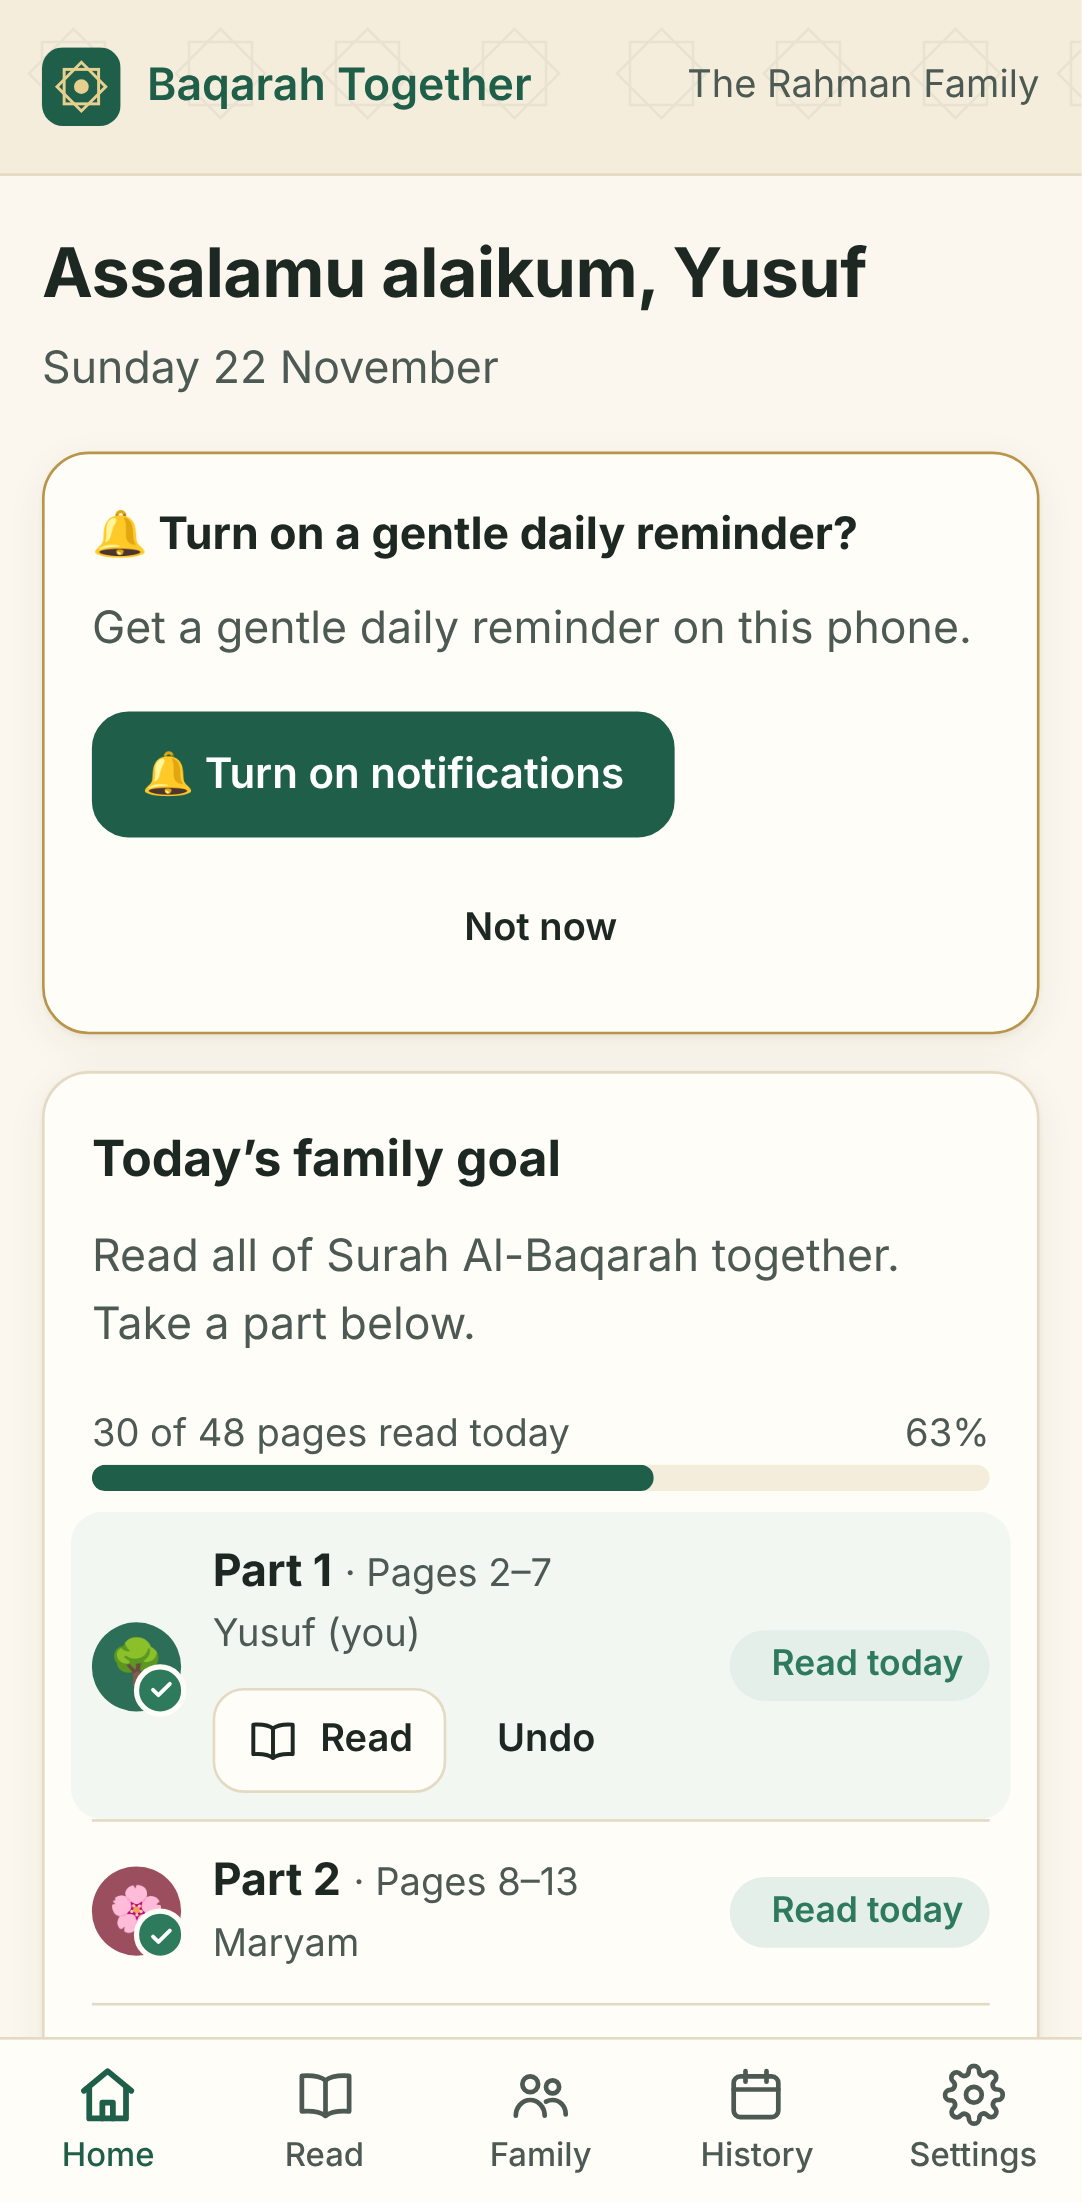 Baqarah Together
The Rahman Family
Assalamu alaikum, Yusuf
Sunday 22 November
🔔 Turn on a gentle daily reminder?
Get a gentle daily reminder on this phone.
🔔 Turn on notifications
Not now
Today’s family goal
Read all of Surah Al-Baqarah together.
Take a part below.
30 of 48 pages read today
63%
Part 1 · Pages 2–7
Yusuf (you)
Read today
Read
Undo
Part 2 · Pages 8–13
Maryam
Read today
Home
Read
Family
History
Settings